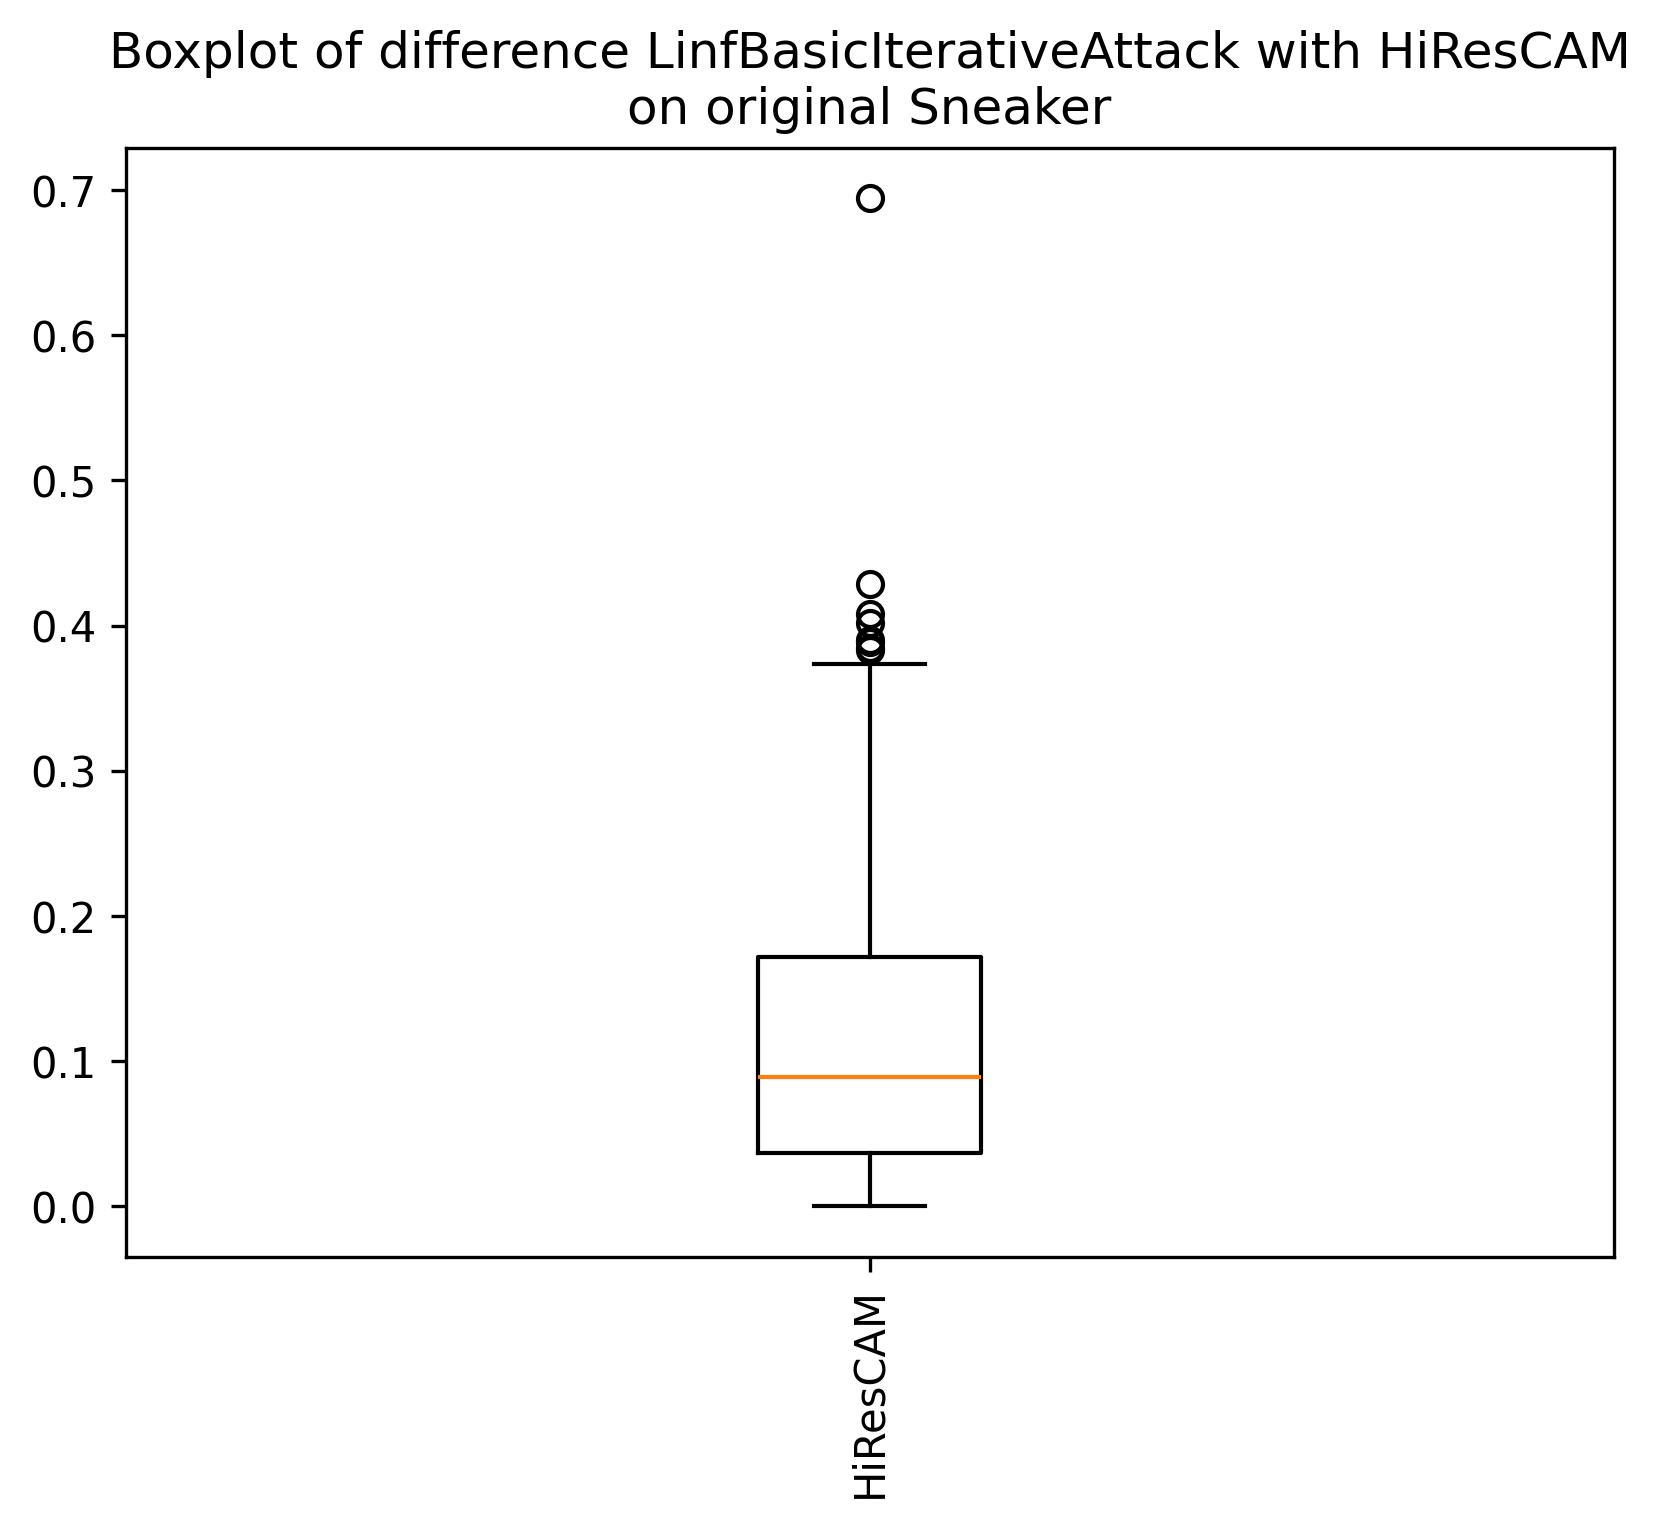 Boxplot of difference LinfBasicIterativeAttack with HiResCAM
on original Sneaker
0.7
0.6
0.5
0.4
0.3
0.2
0.1
0.0
HiResCAM